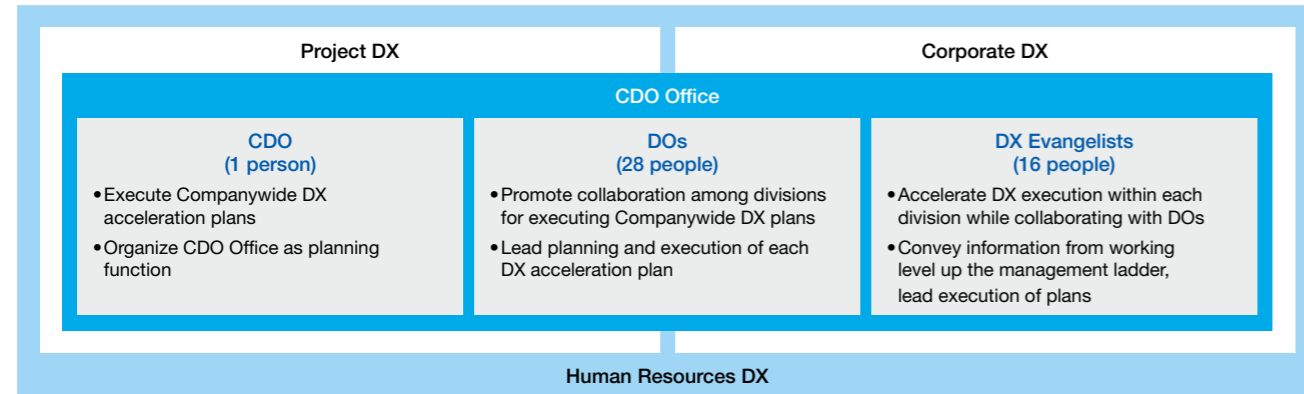 Project DX
Corporate DX
CDO Office
CDO
(1 person)
•Execute Companywide DX
acceleration plans
•Organize CDO Office as planning
function
DOs
(28 people)
•Promote collaboration among divisions
for executing Companywide DX plans
•Lead planning and execution of each
DX acceleration plan
DX Evangelists
(16 people)
•Accelerate DX execution within each
division while collaborating with DOs
•Convey information from working
level up the management ladder,
lead execution of plans
Human Resources DX